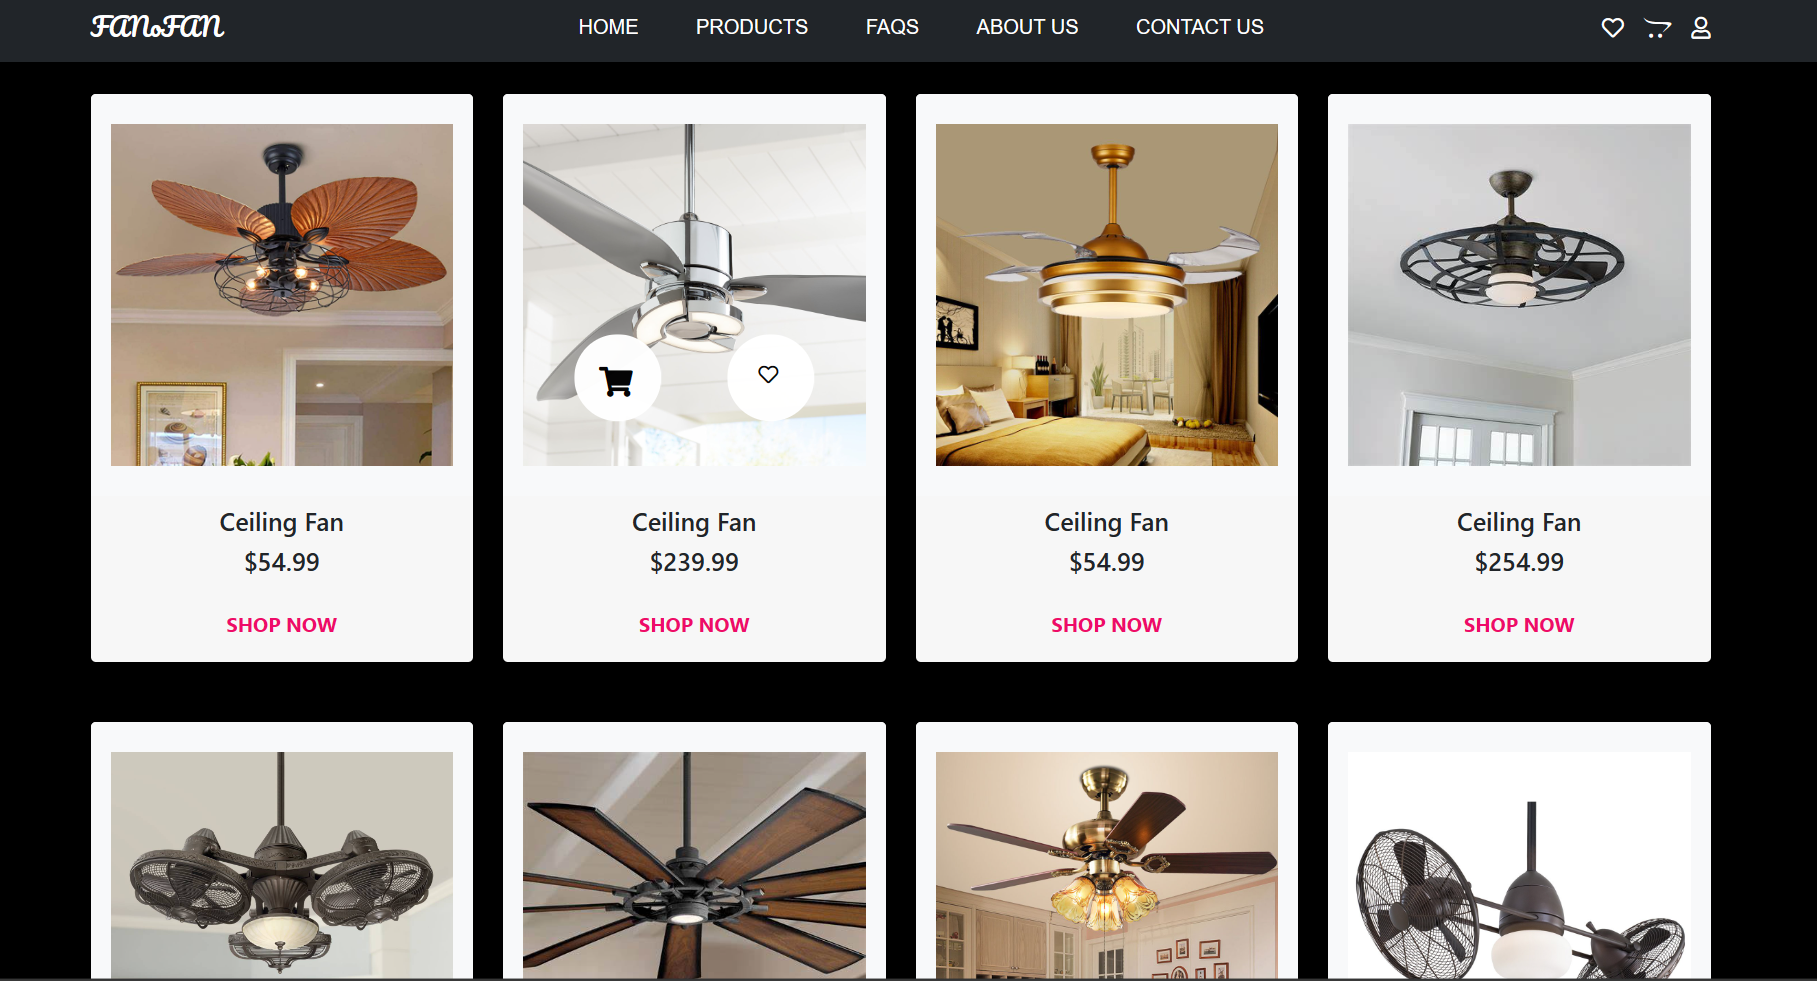 FANoFAN
HOME PRODUCTS FAQS ABOUT US CONTACT US
Ceiling Fan
$54.99
SHOP NOW
Ceiling Fan
$239.99
SHOP NOW
Ceiling Fan
$54.99
SHOP NOW
Ceiling Fan
$254.99
SHOP NOW